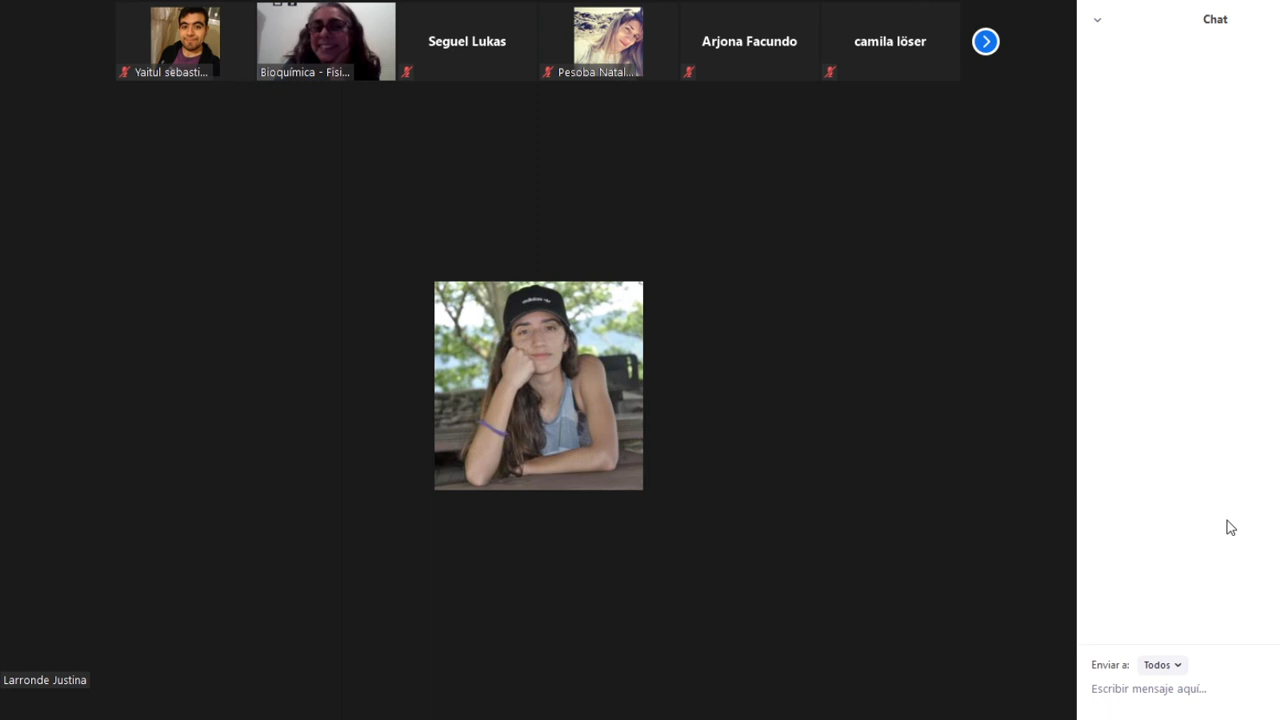 Yaitul sebasti...
Bioquímica - Fisi...
Seguel Lukas
Pesoba Natal...
Arjona Facundo
camila löser
Chat
Larronde Justina
Enviar a: Todos
Escribir mensaje aquí...